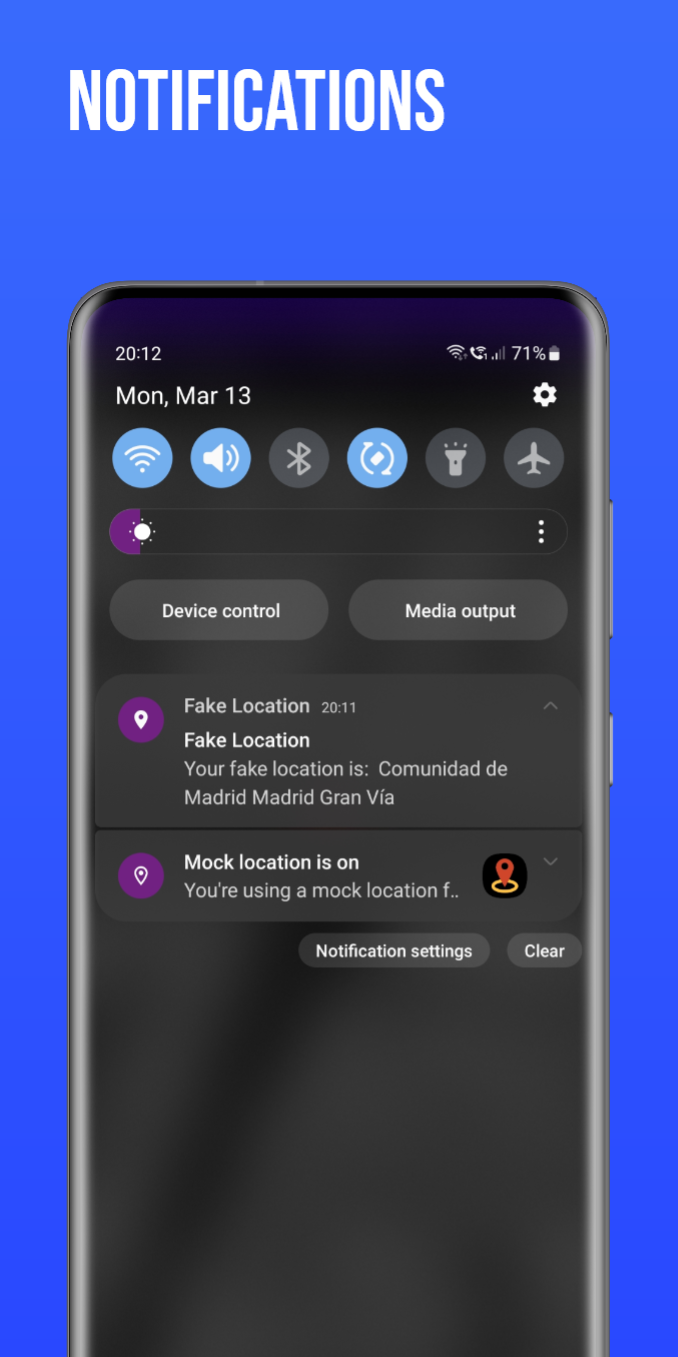 NOTIFICATIONS
20:12
71%
Mon, Mar 13
Device control
Media output
Fake Location 20:11
Fake Location
Your fake location is: Comunidad de
Madrid Madrid Gran Vía
Mock location is on
You're using a mock location f..
Notification settings
Clear